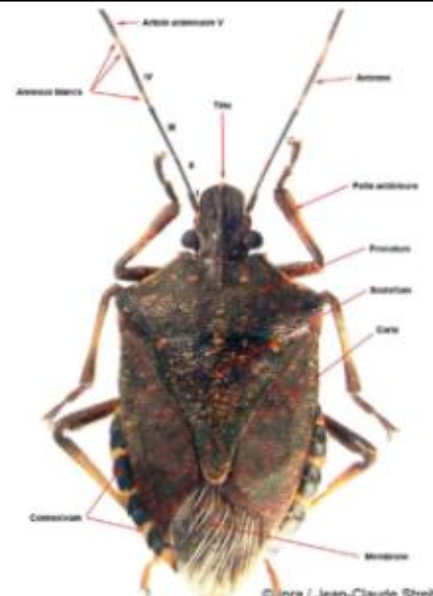 Article antennaire V
Anneaux blancs
IV
III
II
I
Tête
Antenne
Patte antérieure
Pronotum
Scutellum
Corie
Connexivum
Membrane
© Inra / Jean-Claude Strei